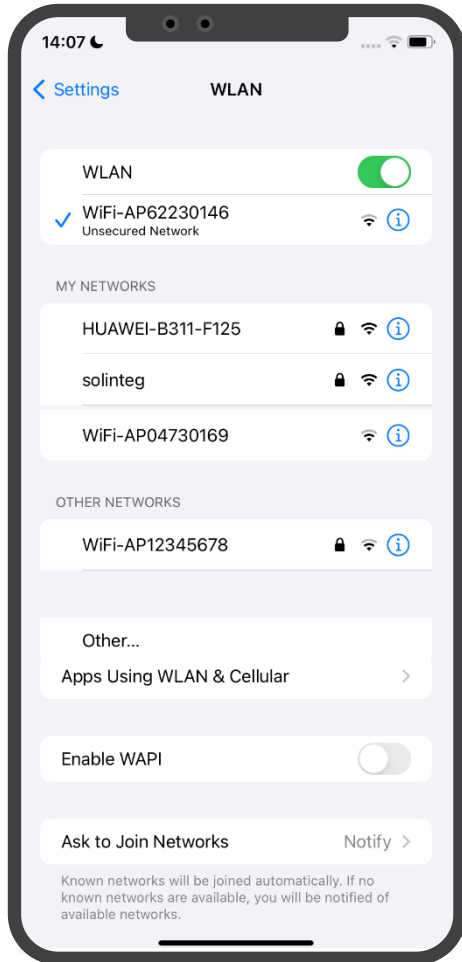 14:07
Settings
WLAN
WLAN
WiFi-AP62230146
Unsecured Network
MY NETWORKS
HUAWEI-B311-F125
solinteg
WiFi-AP04730169
OTHER NETWORKS
WiFi-AP12345678
Other...
Apps Using WLAN & Cellular
Enable WAPI
Ask to Join Networks Notify
Known networks will be joined automatically. If no
known networks are available, you will be notified of
available networks.